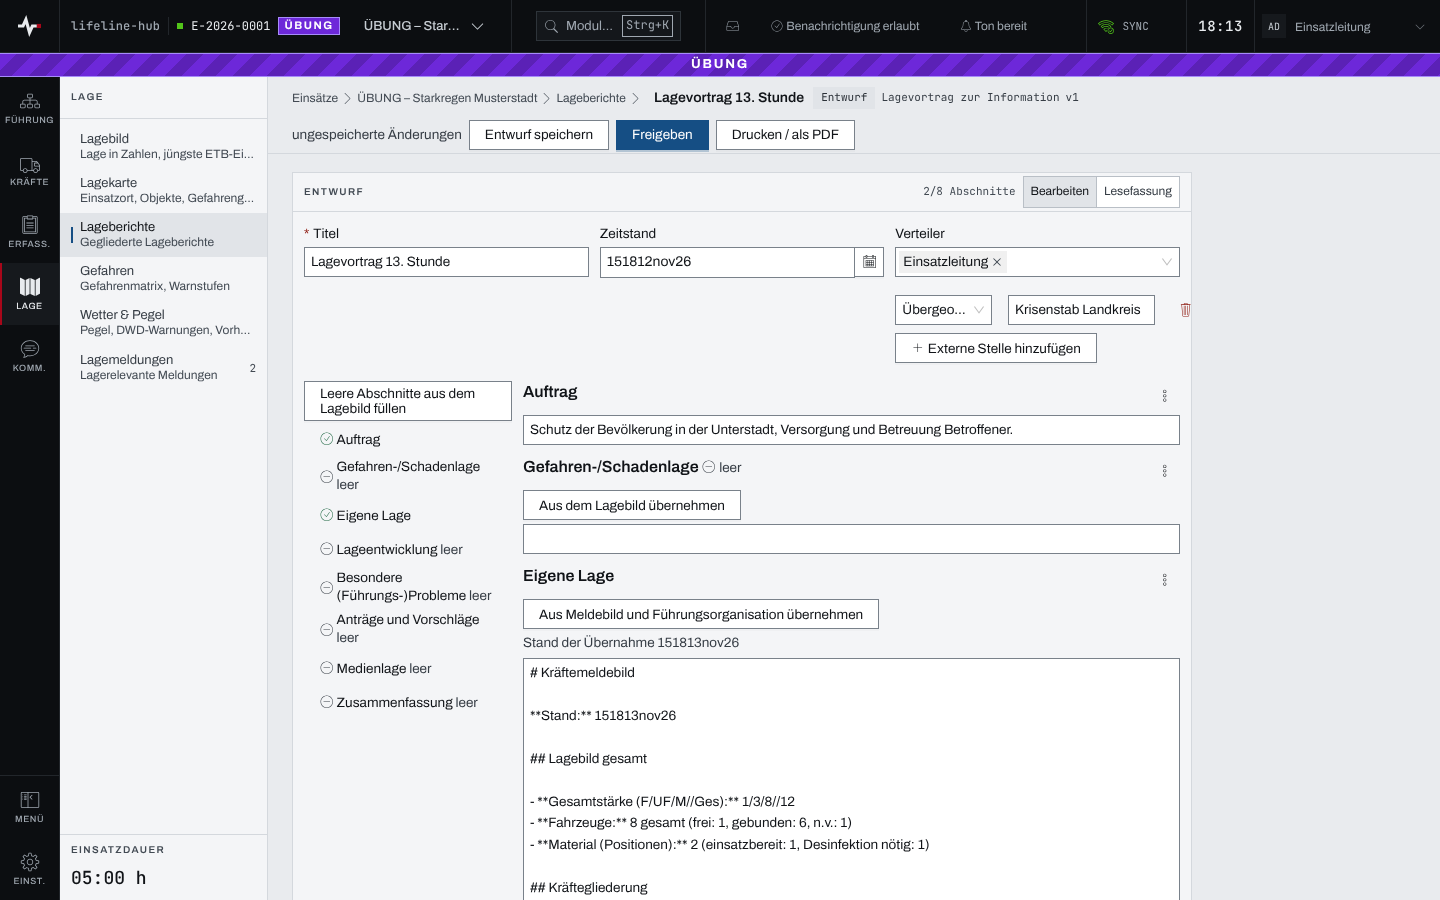 lifeline-hub
E-2026-0001
ÜBUNG
ÜBUNG – Star...
Modul...
Strg+K
Benachrichtigung erlaubt
Ton bereit
SYNC
18:13
AD
Einsatzleitung
ÜBUNG
FÜHRUNG
KRÄFTE
ERFASS.
LAGE
KOMM.
MENÜ
EINST.
LAGE
Lagebild
Lage in Zahlen, jüngste ETB-Ei...
Lagekarte
Einsatzort, Objekte, Gefahreng...
Lageberichte
Gegliederte Lageberichte
Gefahren
Gefahrenmatrix, Warnstufen
Wetter & Pegel
Pegel, DWD-Warnungen, Vorh...
Lagemeldungen
Lagerelevante Meldungen
2
EINSATZDAUER
05:00 h
Einsätze
ÜBUNG – Starkregen Musterstadt
Lageberichte
Lagevortrag 13. Stunde
Entwurf
Lagevortrag zur Information v1
ungespeicherte Änderungen
Entwurf speichern
Freigeben
Drucken / als PDF
ENTWURF
2/8 Abschnitte
Bearbeiten
Lesefassung
* Titel
Lagevortrag 13. Stunde
Zeitstand
151812nov26
Verteiler
Einsatzleitung
Übergeo...
Krisenstab Landkreis
Externe Stelle hinzufügen
Leere Abschnitte aus dem
Lagebild füllen
Auftrag
Gefahren-/Schadenlage
leer
Eigene Lage
Lageentwicklung leer
Besondere
(Führungs-)Probleme leer
Anträge und Vorschläge
leer
Medienlage leer
Zusammenfassung leer
Auftrag
Schutz der Bevölkerung in der Unterstadt, Versorgung und Betreuung Betroffener.
Gefahren-/Schadenlage
leer
Aus dem Lagebild übernehmen
Eigene Lage
Aus Meldebild und Führungsorganisation übernehmen
Stand der Übernahme 151813nov26
# Kräftemeldebild
**Stand:** 151813nov26
## Lagebild gesamt
- **Gesamtstärke (F/UF/M//Ges):** 1/3/8//12
- **Fahrzeuge:** 8 gesamt (frei: 1, gebunden: 6, n.v.: 1)
- **Material (Positionen):** 2 (einsatzbereit: 1, Desinfektion nötig: 1)
## Kräftegliederung